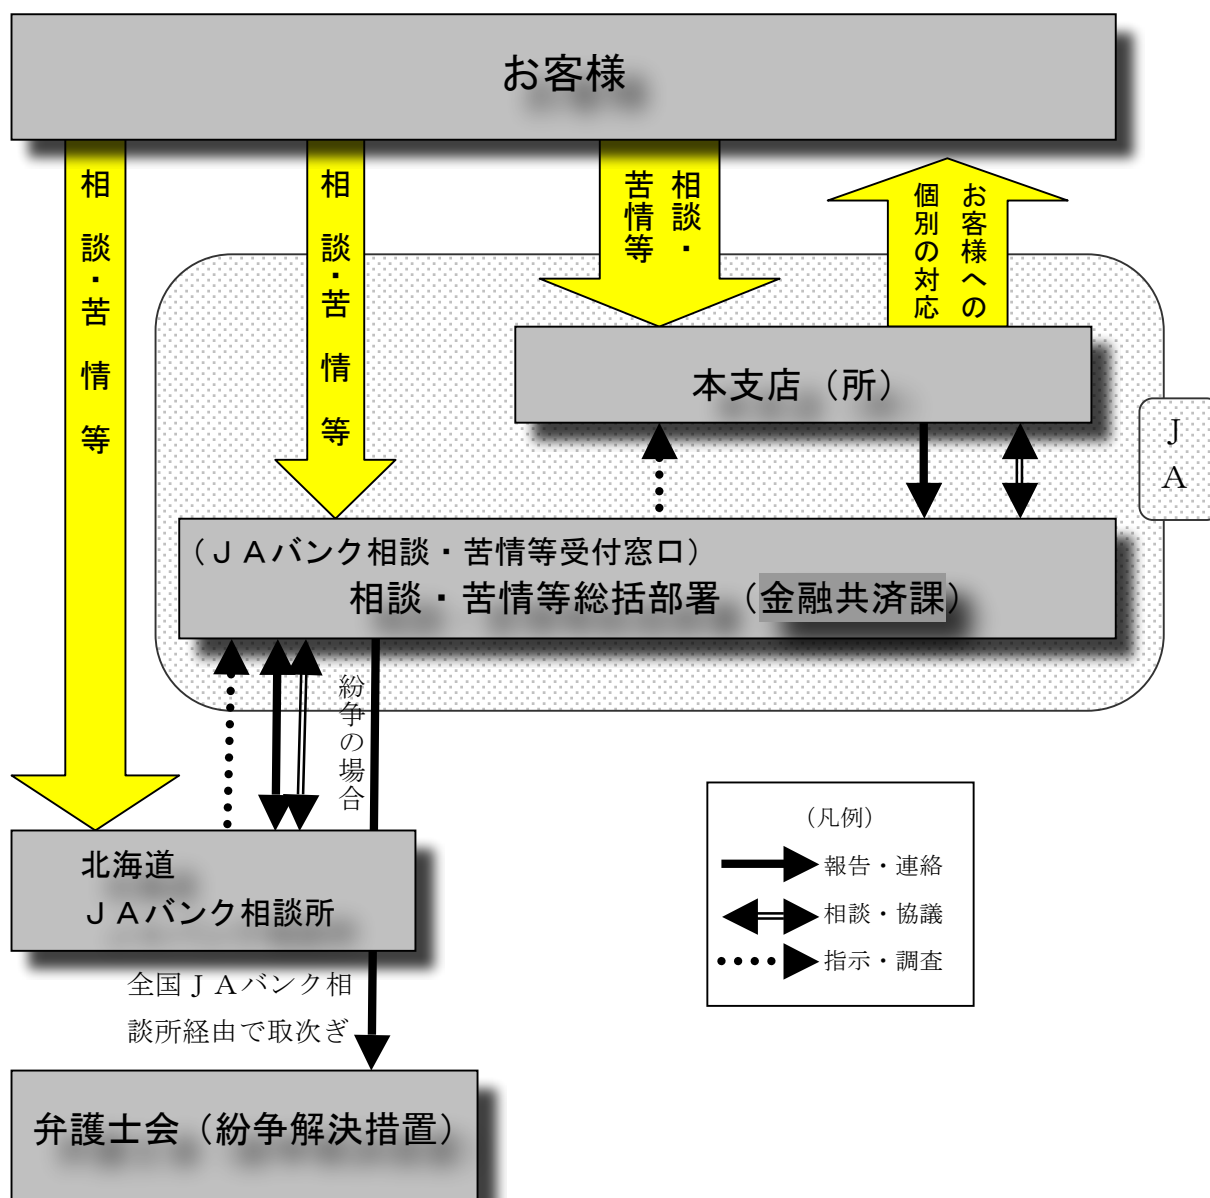 お客様
相談・苦情等
相談・苦情等
相談・
苦情等
お客様への
個別の対応
本支店（所）
ＪＡ
（ＪＡバンク相談・苦情等受付窓口）
相談・苦情等総括部署（金融共済課）
紛争の場合
北海道
ＪＡバンク相談所
（凡例）
報告・連絡
相談・協議
指示・調査
全国ＪＡバンク相
談所経由で取次ぎ
弁護士会（紛争解決措置）